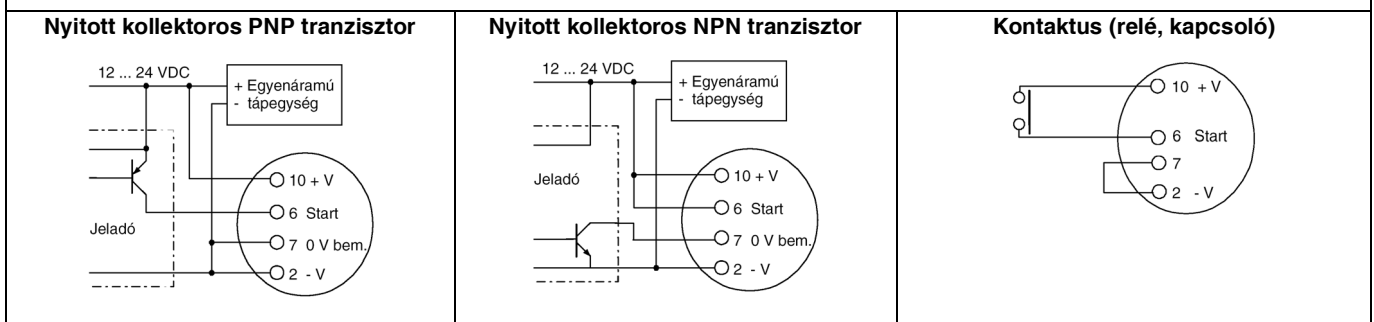 Nyitott kollektoros PNP tranzisztor
12 ... 24 VDC
+ Egyenáramú
- tápegység
10 + V
6 Start
Jeladó
7 0 V bem.
2 - V
Nyitott kollektoros NPN tranzisztor
12 ... 24 VDC
+ Egyenáramú
- tápegység
Jeladó
10 + V
6 Start
7 0 V bem.
2 - V
Kontaktus (relé, kapcsoló)
10 + V
6 Start
7
2 - V